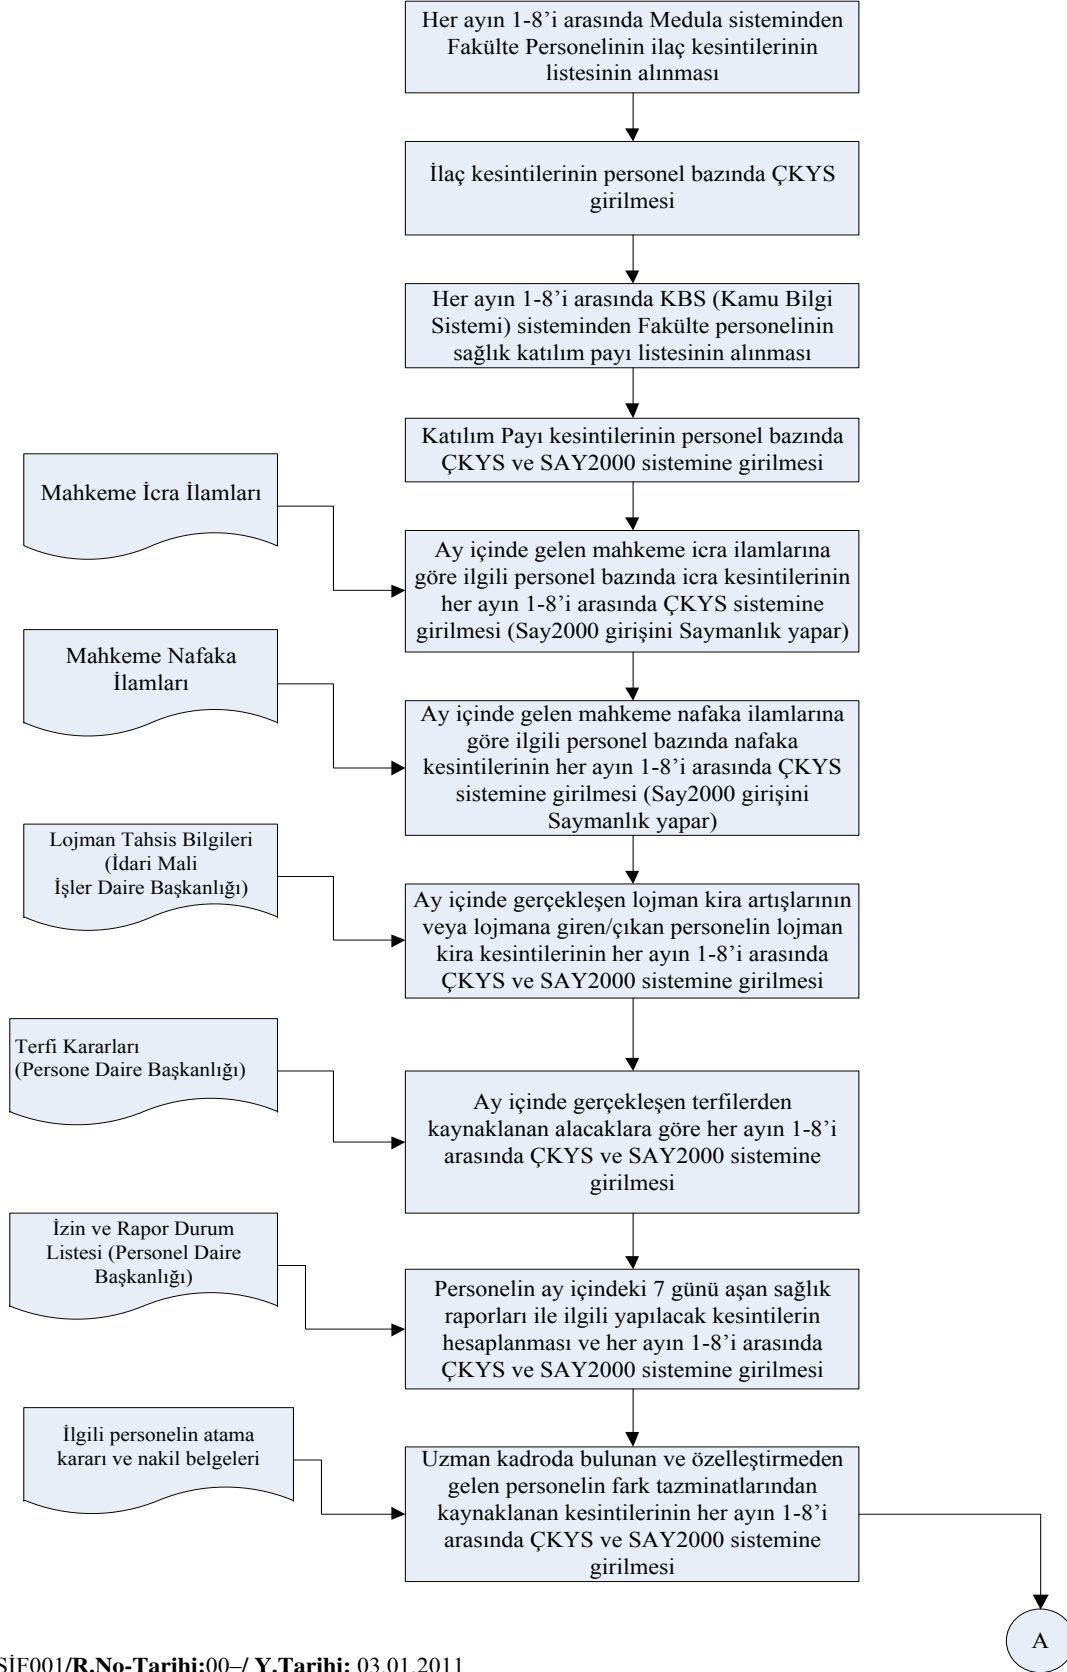 Her ayın 1-8’i arasında Medula sisteminden
Fakülte Personelinin ilaç kesintilerinin
listesinin alınması
İlaç kesintilerinin personel bazında ÇKYS
girilmesi
Her ayın 1-8’i arasında KBS (Kamu Bilgi
Sistemi) sisteminden Fakülte personelinin
sağlık katılım payı listesinin alınması
Katılım Payı kesintilerinin personel bazında
ÇKYS ve SAY2000 sistemine girilmesi
Mahkeme İcra İlamları
Ay içinde gelen mahkeme icra ilamlarına
göre ilgili personel bazında icra kesintilerinin
her ayın 1-8’i arasında ÇKYS sistemine
girilmesi (Say2000 girişini Saymanlık yapar)
Mahkeme Nafaka
İlamları
Ay içinde gelen mahkeme nafaka ilamlarına
göre ilgili personel bazında nafaka
kesintilerinin her ayın 1-8’i arasında ÇKYS
sistemine girilmesi (Say2000 girişini
Saymanlık yapar)
Lojman Tahsis Bilgileri
(İdari Mali
İşler Daire Başkanlığı)
Ay içinde gerçekleşen lojman kira artışlarının
veya lojmana giren/çıkan personelin lojman
kira kesintilerinin her ayın 1-8’i arasında
ÇKYS ve SAY2000 sistemine girilmesi
Terfi Kararları
(Persone Daire Başkanlığı)
Ay içinde gerçekleşen terfilerden
kaynaklanan alacaklara göre her ayın 1-8’i
arasında ÇKYS ve SAY2000 sistemine
girilmesi
İzin ve Rapor Durum
Listesi (Personel Daire
Başkanlığı)
Personelin ay içindeki 7 günü aşan sağlık
raporları ile ilgili yapılacak kesintilerin
hesaplanması ve her ayın 1-8’i arasında
ÇKYS ve SAY2000 sistemine girilmesi
İlgili personelin atama
kararı ve nakil belgeleri
Uzman kadroda bulunan ve özelleştirmeden
gelen personelin fark tazminatlarından
kaynaklanan kesintilerinin her ayın 1-8’i
arasında ÇKYS ve SAY2000 sistemine
girilmesi
A
SİF001/R.No-Tarihi:00–/ Y.Tarihi: 03.01.2011